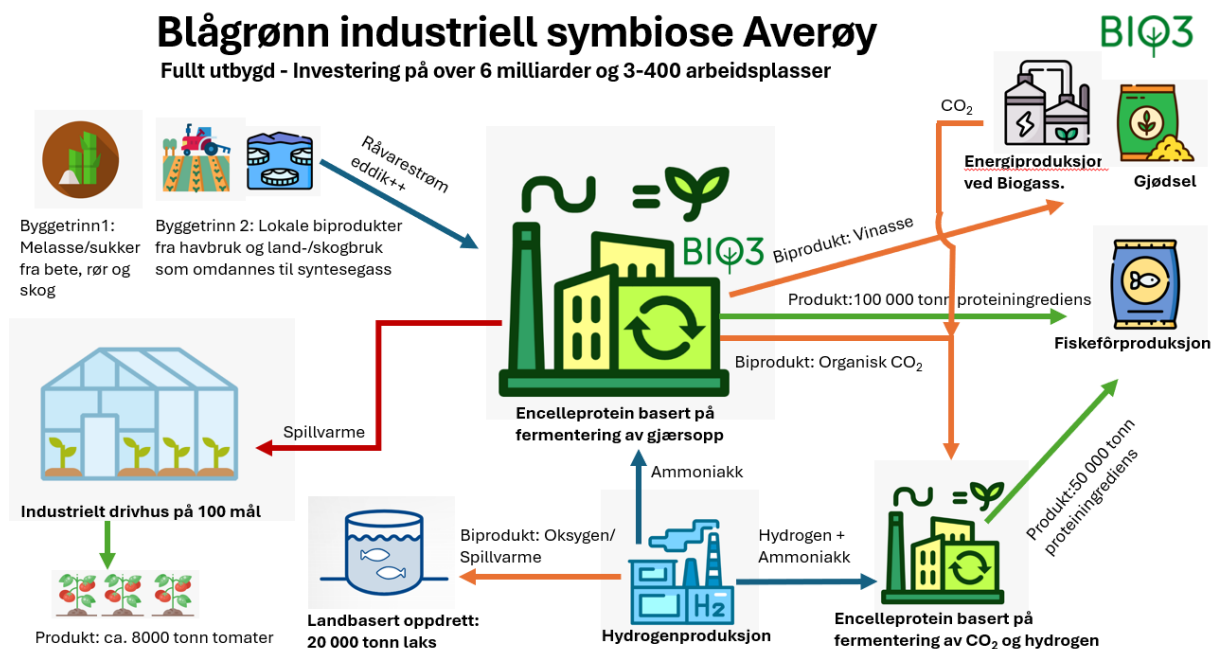 Blågrønn industriell symbiose Averøy
BIO3
Fullt utbygd - Investering på over 6 milliarder og 3-400 arbeidsplasser
CO₂
Råvarestrøm
eddik++
Energiproduksjor
ved Biogass.
Gjødsel
Byggetrinn1:
Melasse/sukker
fra bete, rør og
skog
Byggetrinn 2: Lokale biprodukter
fra havbruk og land-/skogbruk
som omdannes til syntesegass
BIO3
Biprodukt: Vinasse
Produkt:100 000 tonn proteiningrediens
Fiskefôrproduksjon
Biprodukt: Organisk CO₂
Encelleprotein basert på
fermentering av gjærsopp
Spillvarme
Ammoniakk
Produkt:50 000 tonn
proteiningrediens
Industrielt drivhus på 100 mål
Biprodukt: Oksygen/
Spillvarme
Hydrogen +
Ammoniakk
H2
Produkt: ca. 8000 tonn tomater
Landbasert oppdrett:
20 000 tonn laks
Hydrogenproduksjon
Encelleprotein basert på
fermentering av CO₂ og hydrogen